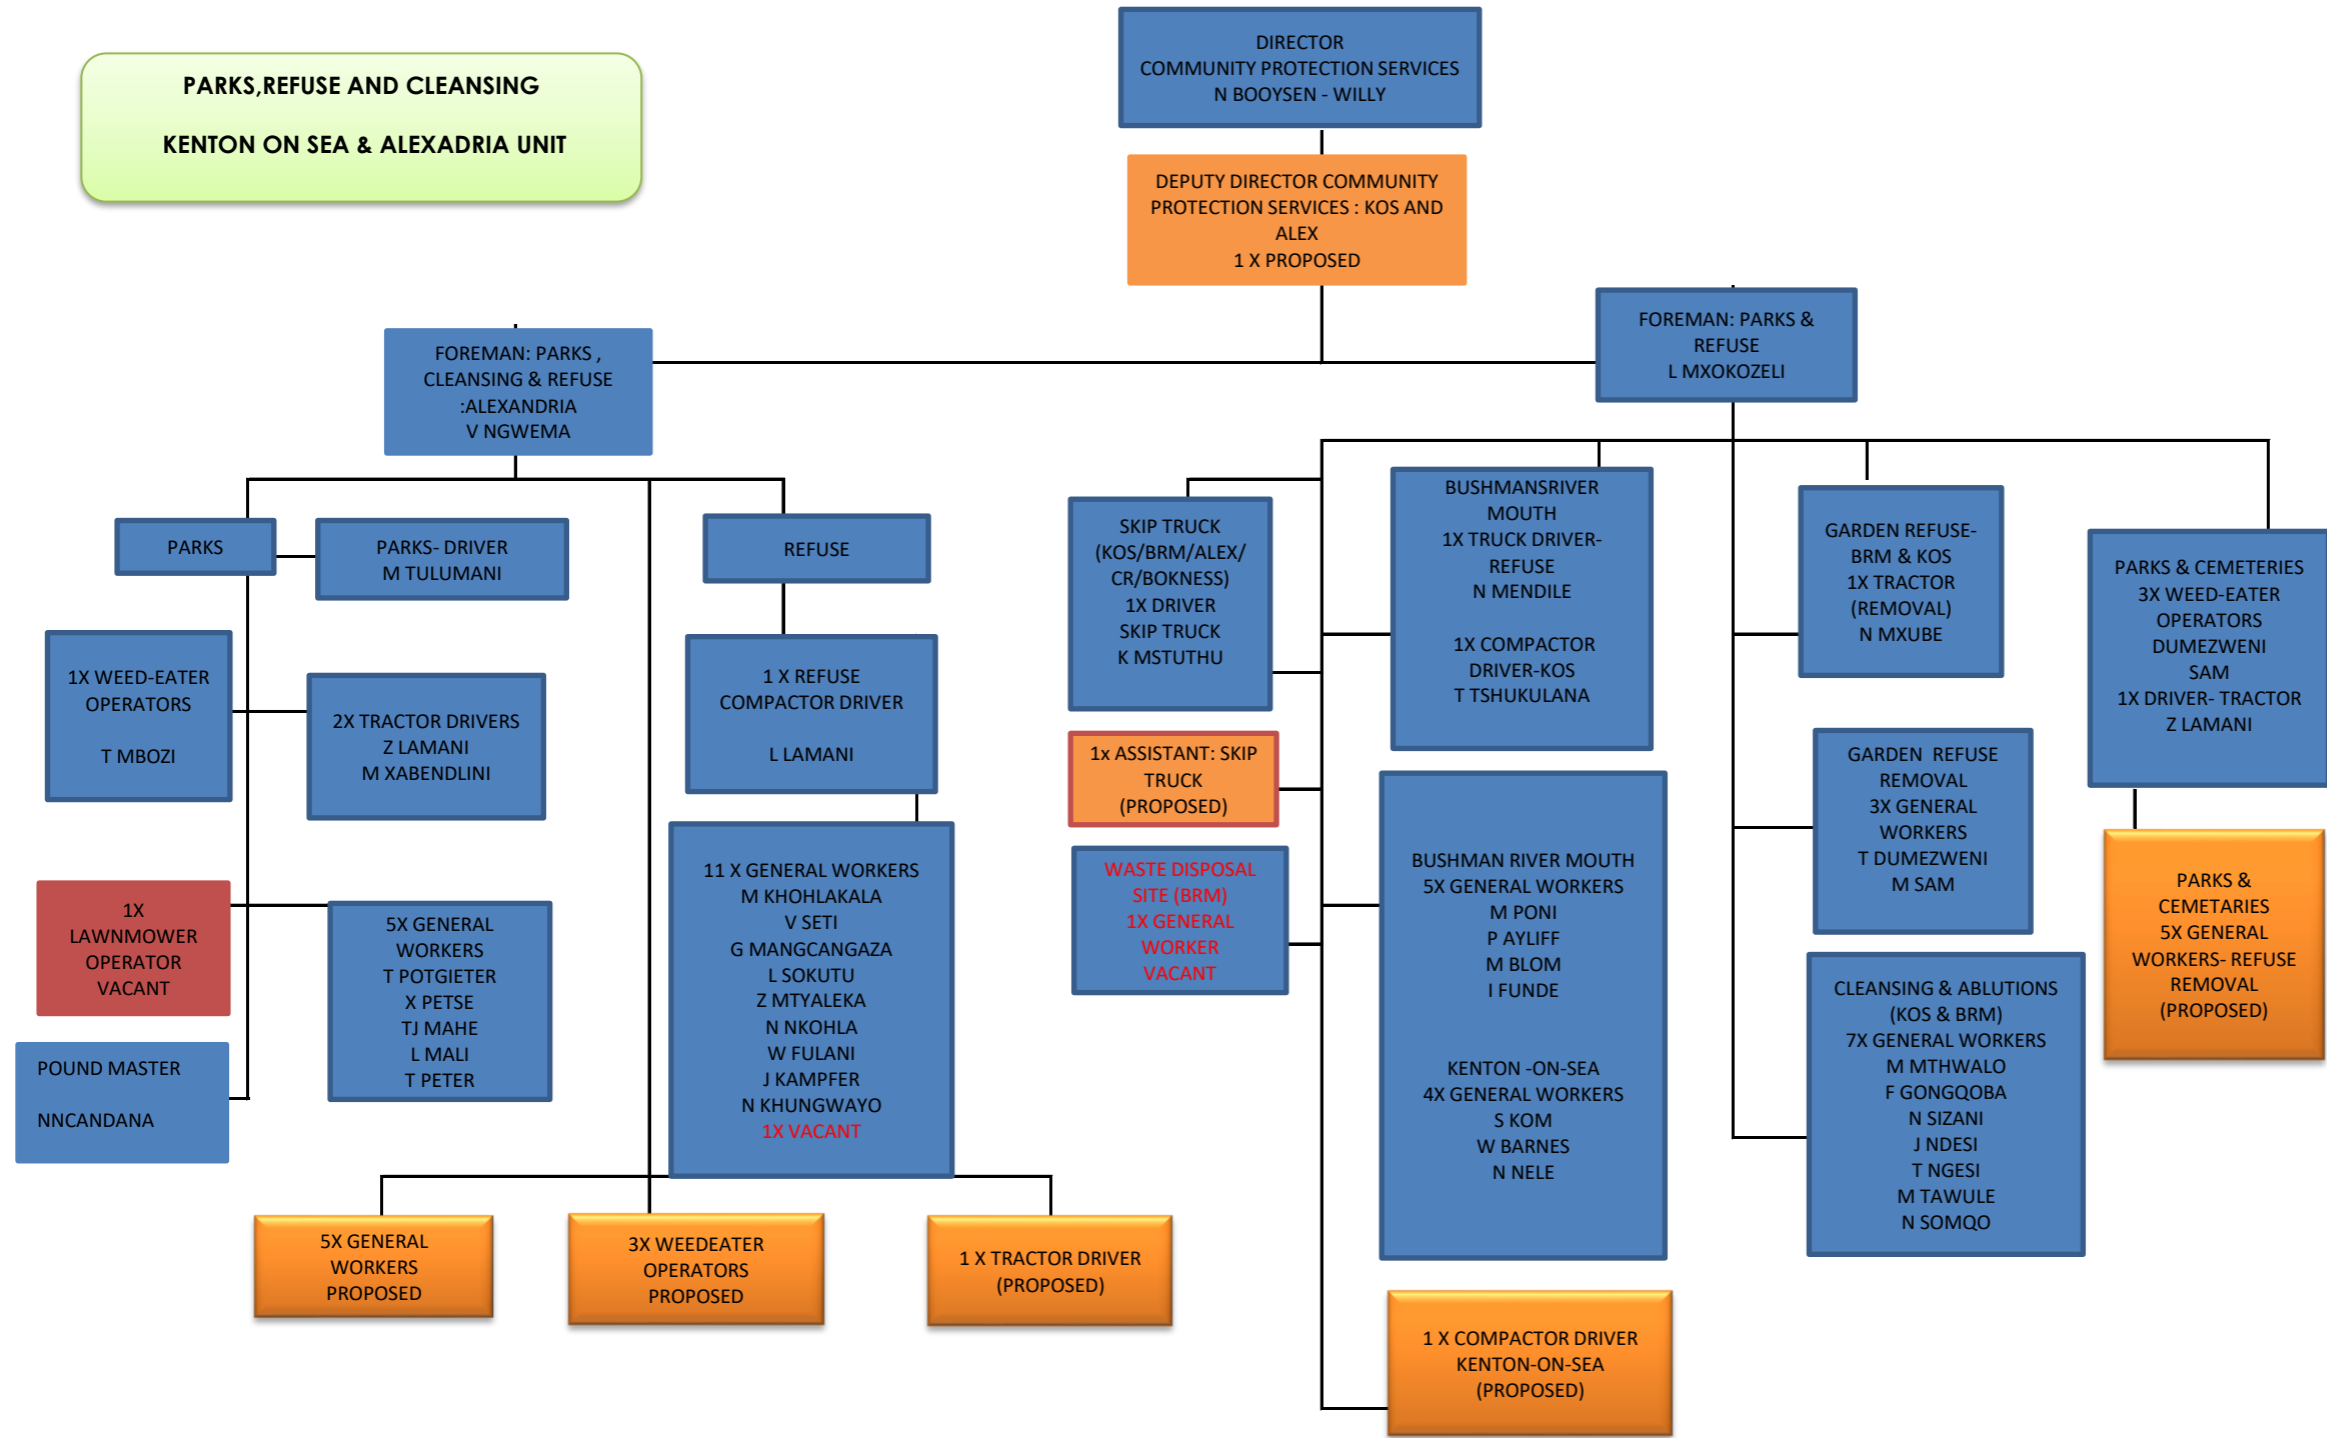 PARKS,REFUSE AND CLEANSING
KENTON ON SEA & ALEXADRIA UNIT
DIRECTOR
COMMUNITY PROTECTION SERVICES
N BOOYSEN - WILLY
DEPUTY DIRECTOR COMMUNITY
PROTECTION SERVICES : KOS AND
ALEX
1 X PROPOSED
FOREMAN: PARKS ,
CLEANSING & REFUSE
:ALEXANDRIA
V NGWEMA
FOREMAN: PARKS &
REFUSE
L MXOKOZELI
PARKS
PARKS- DRIVER
M TULUMANI
REFUSE
1X WEED-EATER
OPERATORS
T MBOZI
2X TRACTOR DRIVERS
Z LAMANI
M XABENDLINI
1 X REFUSE
COMPACTOR DRIVER
L LAMANI
1X
LAWNMOWER
OPERATOR
VACANT
5X GENERAL
WORKERS
T POTGIETER
X PETSE
TJ MAHE
L MALI
T PETER
11 X GENERAL WORKERS
M KHOHLAKALA
V SETI
G MANGCANGAZA
L SOKUTU
Z MTYALEKA
N NKOHLA
W FULANI
J KAMPFER
N KHUNGWAYO
1X VACANT
POUND MASTER
NNCANDANA
5X GENERAL
WORKERS
PROPOSED
3X WEEDEATER
OPERATORS
PROPOSED
1 X TRACTOR DRIVER
(PROPOSED)
SKIP TRUCK
(KOS/BRM/ALEX/
CR/BOKNESS)
1X DRIVER
SKIP TRUCK
K MSTUTHU
1x ASSISTANT: SKIP
TRUCK
(PROPOSED)
WASTE DISPOSAL
SITE (BRM)
1X GENERAL
WORKER
VACANT
BUSHMANSRIVER
MOUTH
1X TRUCK DRIVER-
REFUSE
N MENDILE
1X COMPACTOR
DRIVER-KOS
T TSHUKULANA
BUSHMAN RIVER MOUTH
5X GENERAL WORKERS
M PONI
P AYLIFF
M BLOM
I FUNDE
KENTON -ON-SEA
4X GENERAL WORKERS
S KOM
W BARNES
N NELE
1 X COMPACTOR DRIVER
KENTON-ON-SEA
(PROPOSED)
GARDEN REFUSE-
BRM & KOS
1X TRACTOR
(REMOVAL)
N MXUBE
GARDEN  REFUSE
REMOVAL
3X GENERAL
WORKERS
T DUMEZWENI
M SAM
CLEANSING & ABLUTIONS
(KOS & BRM)
7X GENERAL WORKERS
M MTHWALO
F GONGQOBA
N SIZANI
J NDESI
T NGESI
M TAWULE
N SOMQO
PARKS & CEMETERIES
3X WEED-EATER
OPERATORS
DUMEZWENI
SAM
1X DRIVER- TRACTOR
Z LAMANI
PARKS &
CEMETARIES
5X GENERAL
WORKERS- REFUSE
REMOVAL
(PROPOSED)